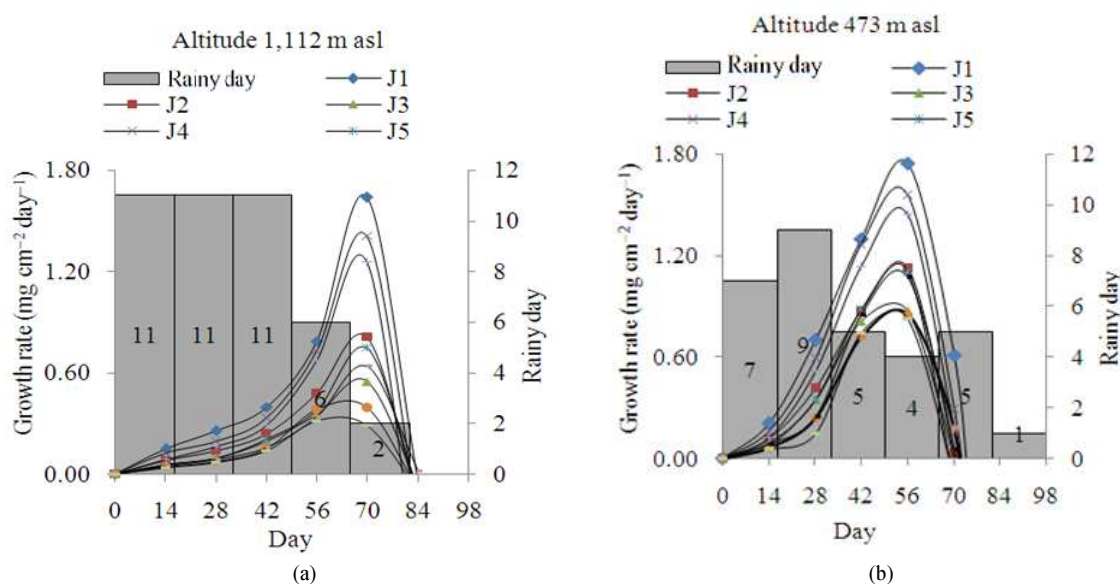 Altitude 1,112 m asl
Rainy day
J1
J2
J3
J4
J5
Growth rate (mg cm⁻² day⁻¹)
1.80
1.20
0.60
0.00
12
10
8
6
4
2
0
Rainy day
11
11
11
6
2
0 14 28 42 56 70 84 98
Day
(a)
Altitude 473 m asl
Rainy day
J1
J2
J3
J4
J5
Growth rate (mg cm⁻² day⁻¹)
1.80
1.20
0.60
0.00
12
10
8
6
4
2
0
Rainy day
7
9
5
4
5
1
0 14 28 42 56 70 84 98
Day
(b)